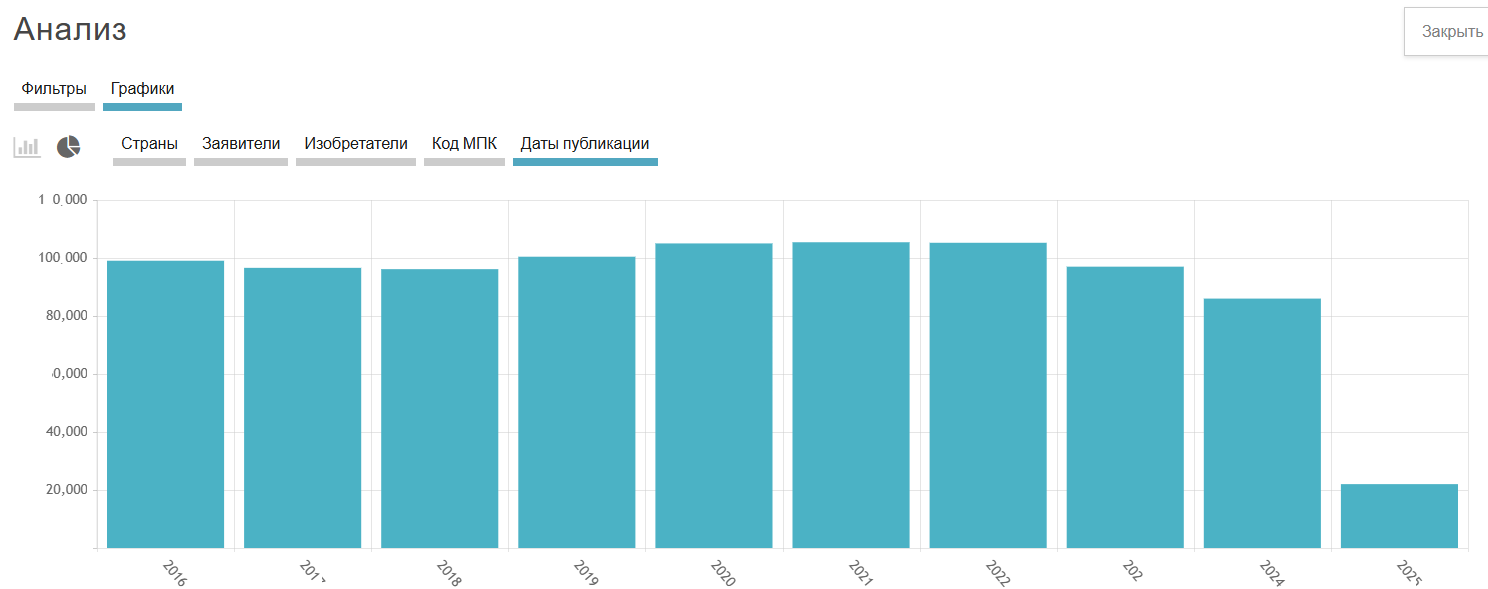 Анализ
Закрыть
Фильтры Графики
Страны Заявители Изобретатели Код МПК Даты публикации
100,000
80,000
40,000
20,000
2016 2018 2019 2020 2021 2022 2024 2025